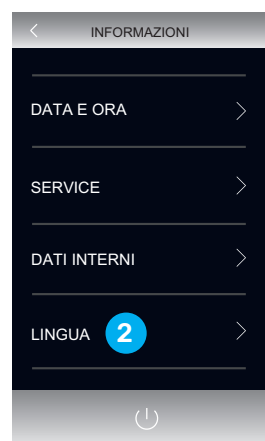 INFORMAZIONI
DATA E ORA
SERVICE
DATI INTERNI
LINGUA 2